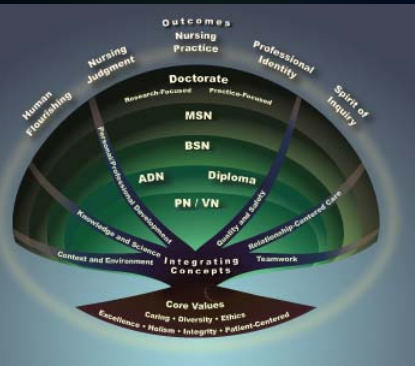 Outcomes
Nursing
Practice
Nursing
Judgment
Professional
Identity
Human
Flourishing
Spirit of
Inquiry
Doctorate
Research-Focused Practice-Focused
MSN
BSN
ADN Diploma
PN / VN
Personal/Professional Development
Quality and Safety
Knowledge and Science
Relationship-Centered Care
Context and Environment
Teamwork
Integrating
Concepts
Core Values
Caring • Diversity • Ethics
Excellence • Holism • Integrity • Patient-Centered